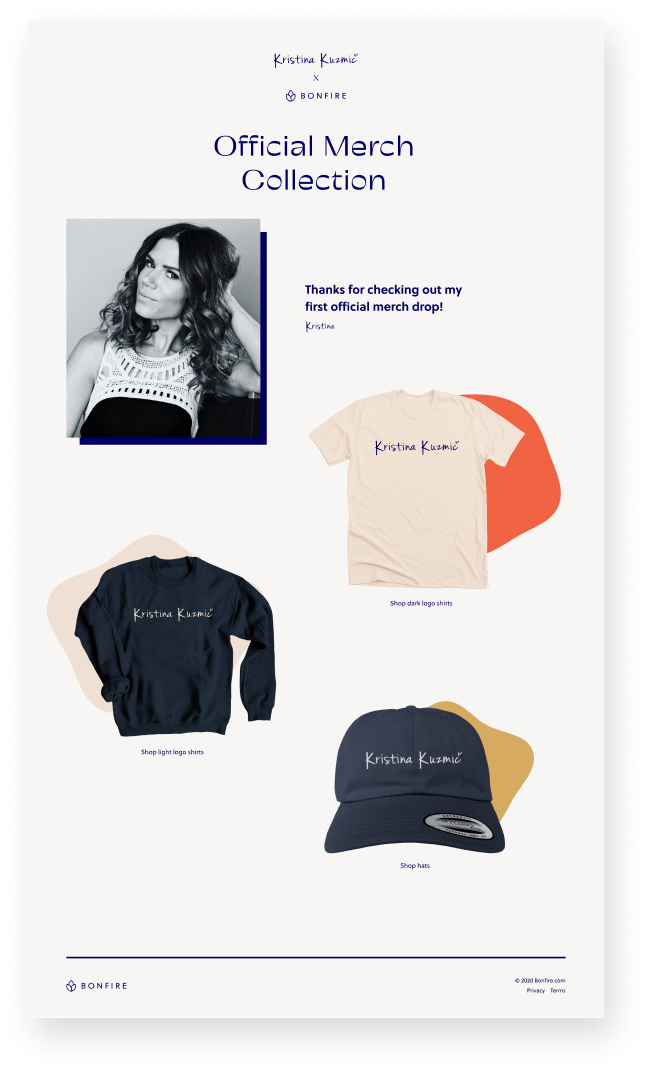 Kristina Kuzmič
x
BONFIRE
Official Merch
Collection
Thanks for checking out my
first official merch drop!
Kristina
Kristina Kuzmič
Shop dark logo shirts
Kristina Kuzmič
Shop light logo shirts
Kristina Kuzmič
Shop hats
BONFIRE
© 2020 Bonfire.com
Privacy Terms